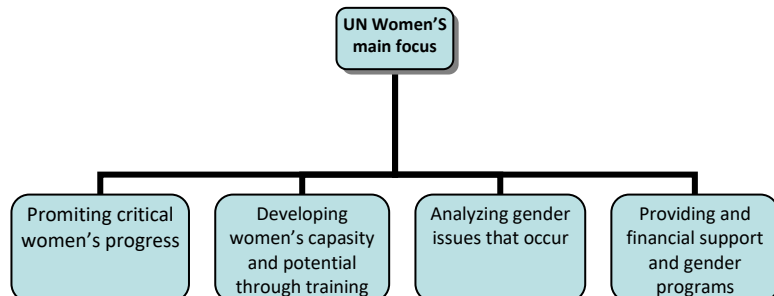 UN Women'S
main focus
Promiting critical
women's progress
Developing
women's capasity
and potential
through training
Analyzing gender
issues that occur
Providing and
financial support
and gender
programs